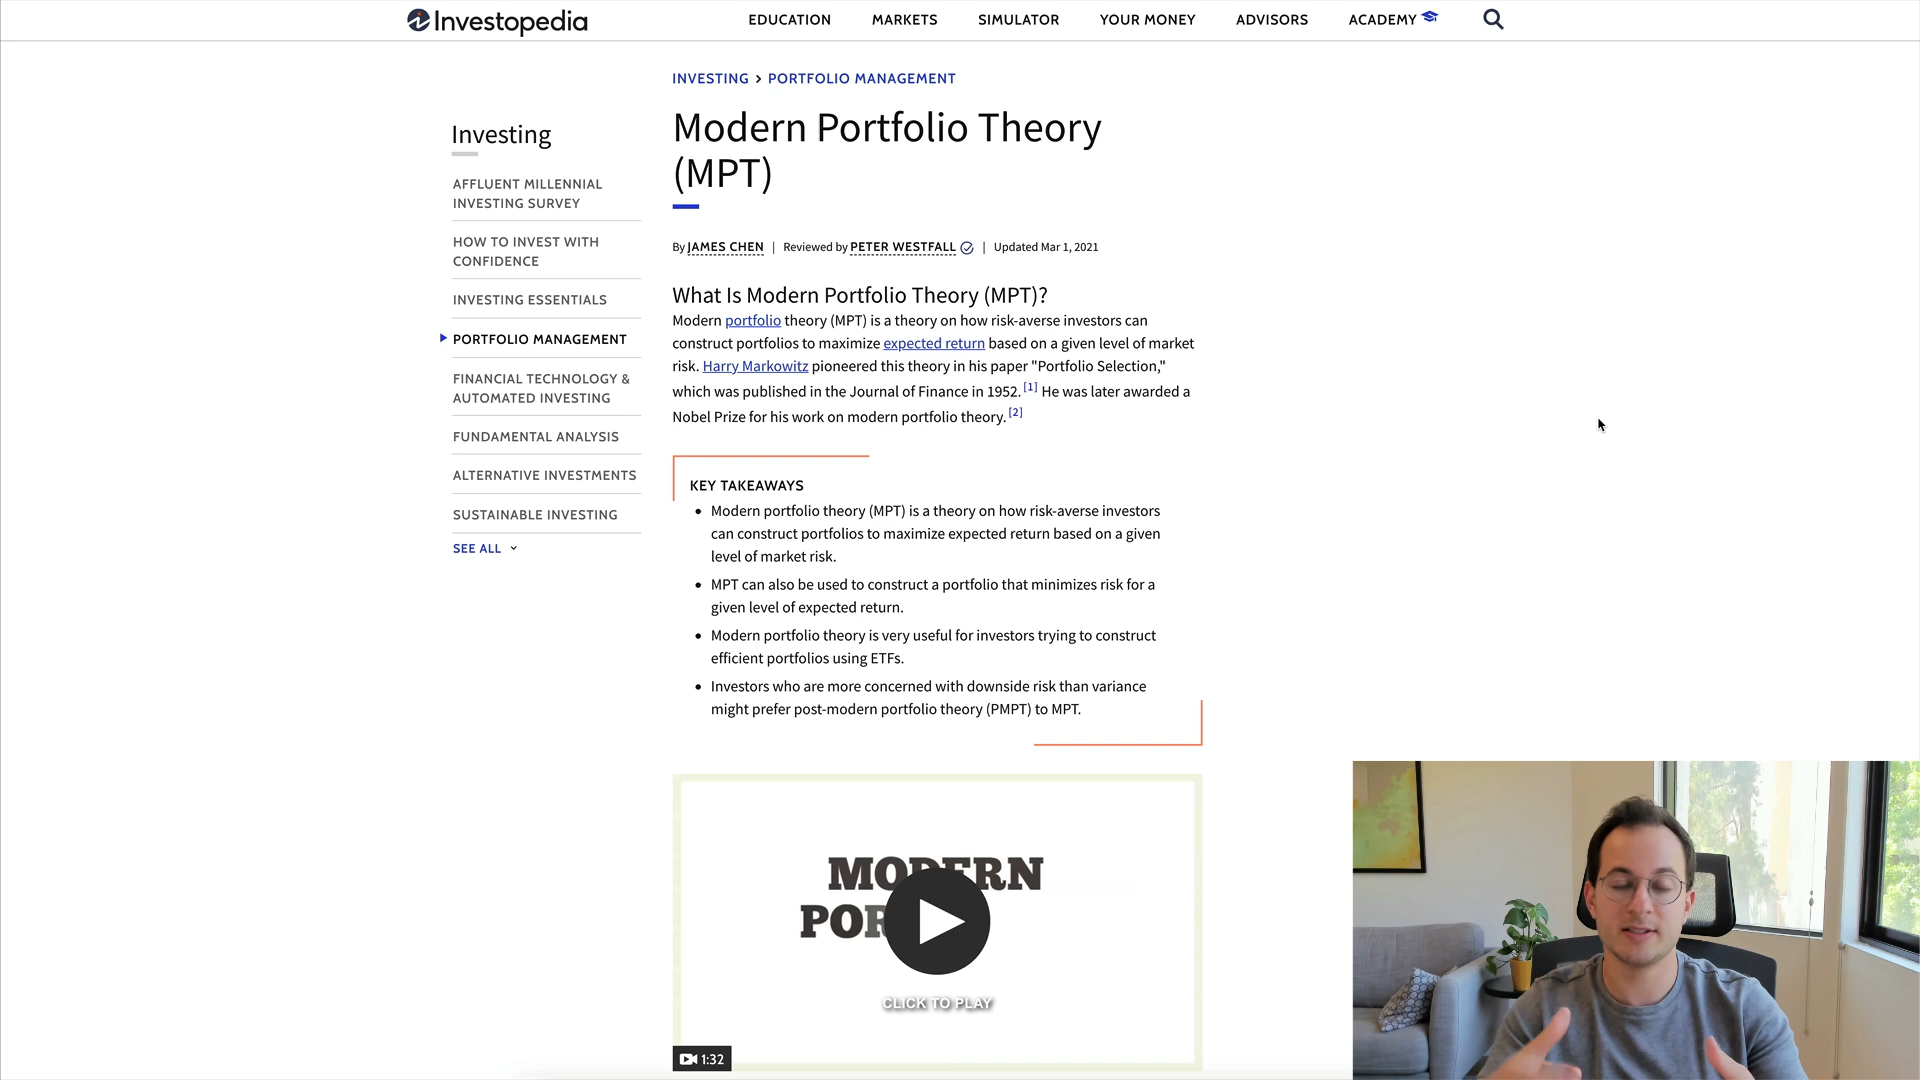 Investopedia
EDUCATION MARKETS SIMULATOR YOUR MONEY ADVISORS ACADEMY
INVESTING > PORTFOLIO MANAGEMENT
Modern Portfolio Theory
(MPT)
By JAMES CHEN | Reviewed by PETER WESTFALL | Updated Mar 1, 2021
Investing
AFFLUENT MILLENNIAL
INVESTING SURVEY
HOW TO INVEST WITH
CONFIDENCE
INVESTING ESSENTIALS
PORTFOLIO MANAGEMENT
FINANCIAL TECHNOLOGY &
AUTOMATED INVESTING
FUNDAMENTAL ANALYSIS
ALTERNATIVE INVESTMENTS
SUSTAINABLE INVESTING
SEE ALL
What Is Modern Portfolio Theory (MPT)?
Modern portfolio theory (MPT) is a theory on how risk-averse investors can
construct portfolios to maximize expected return based on a given level of market
risk. Harry Markowitz pioneered this theory in his paper "Portfolio Selection,"
which was published in the Journal of Finance in 1952. [1] He was later awarded a
Nobel Prize for his work on modern portfolio theory. [2]
KEY TAKEAWAYS
• Modern portfolio theory (MPT) is a theory on how risk-averse investors
can construct portfolios to maximize expected return based on a given
level of market risk.
• MPT can also be used to construct a portfolio that minimizes risk for a
given level of expected return.
• Modern portfolio theory is very useful for investors trying to construct
efficient portfolios using ETFs.
• Investors who are more concerned with downside risk than variance
might prefer post-modern portfolio theory (PMPT) to MPT.
MODERN
CLICK TO PLAY
1:32